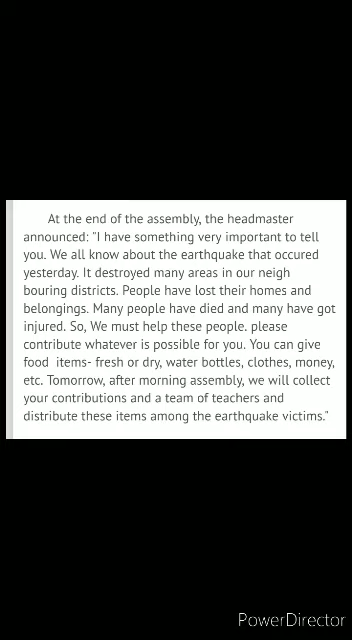 At the end of the assembly, the headmaster
announced: "I have something very important to tell
you. We all know about the earthquake that occured
yesterday. It destroyed many areas in our neigh
bouring districts. People have lost their homes and
belongings. Many people have died and many have got
injured. So, We must help these people. please
contribute whatever is possible for you. You can give
food items- fresh or dry, water bottles, clothes, money,
etc. Tomorrow, after morning assembly, we will collect
your contributions and a team of teachers and
distribute these items among the earthquake victims."
PowerDirector